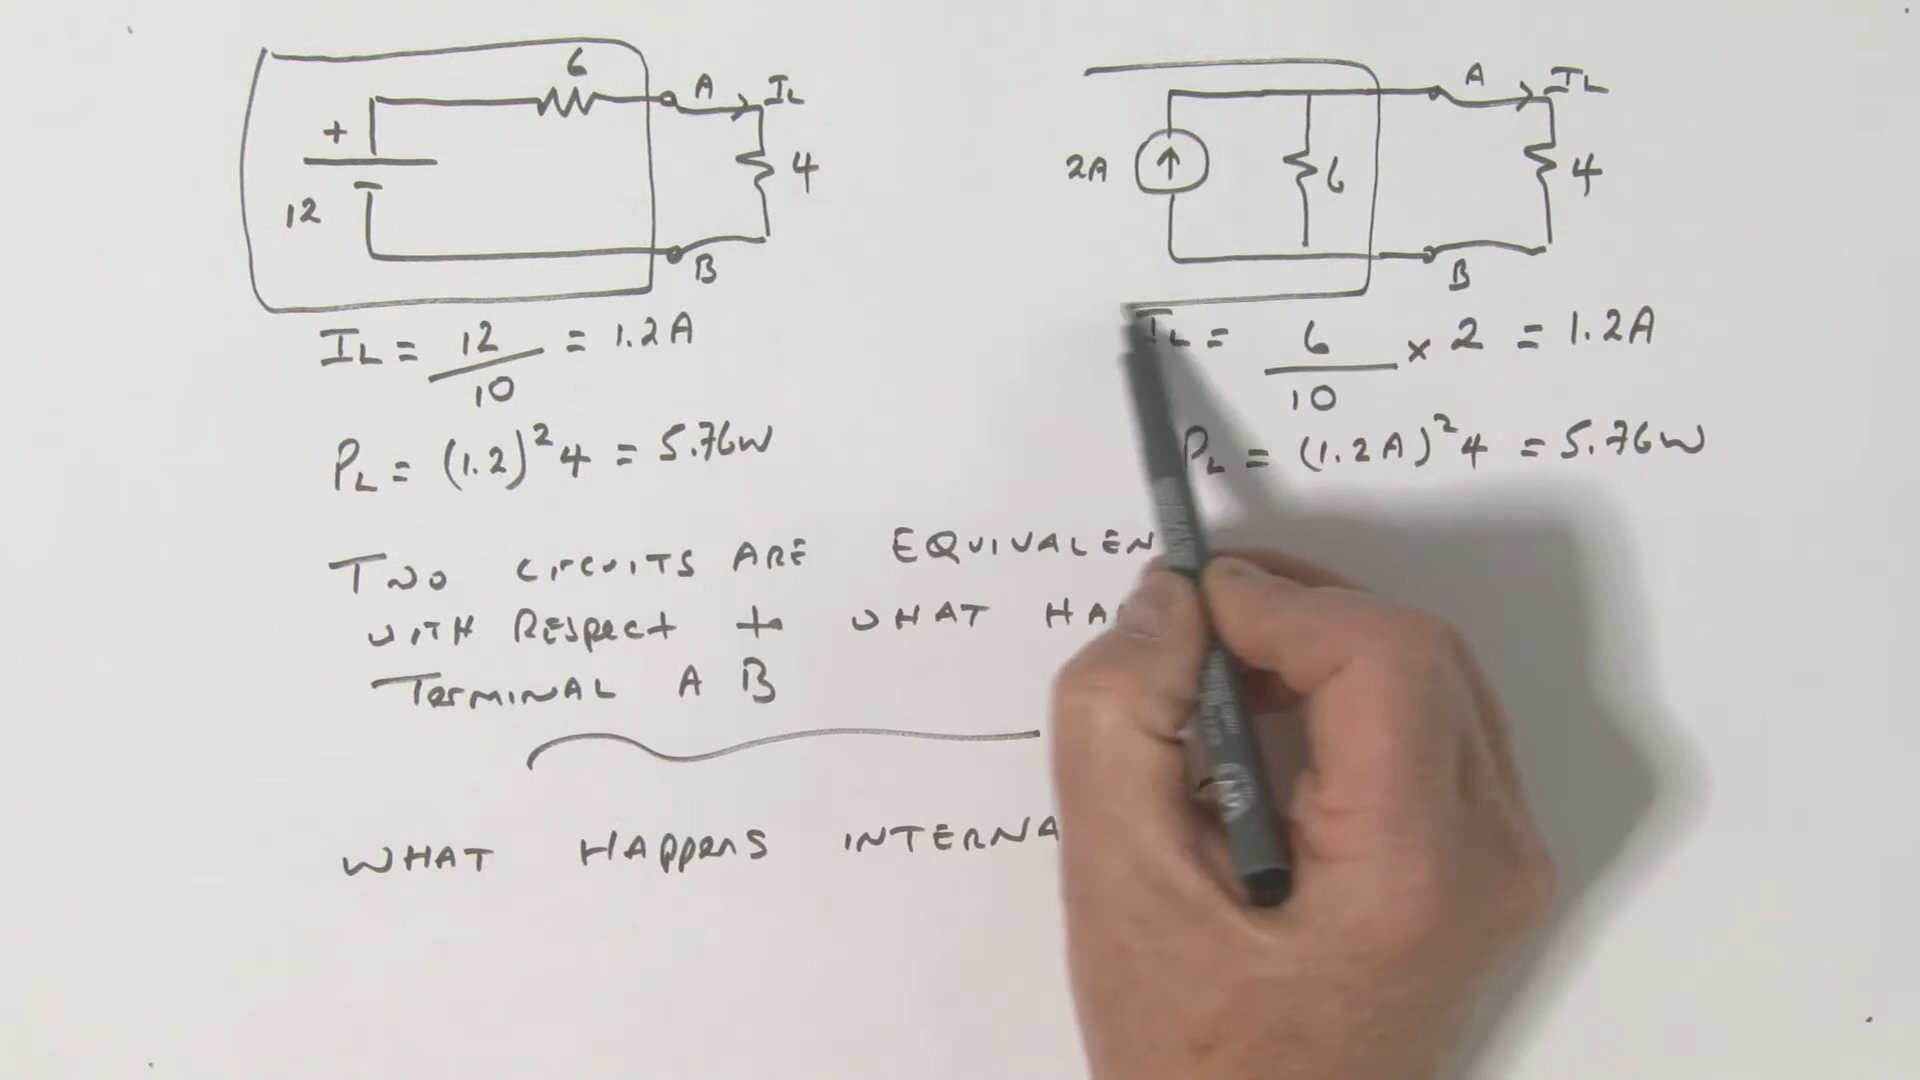 6
A
IL
+
12
4
B
IL = 12/10 = 1.2A
PL = (1.2)² 4 = 5.76W
A
IL
2A
6
4
B
IL = 6/10 × 2 = 1.2A
PL = (1.2A)² 4 = 5.76W
TWO CIRCUITS ARE EQUIVALEN
WITH RESPECT to WHAT HA
TERMINAL A B
WHAT HAPPENS INTERNA